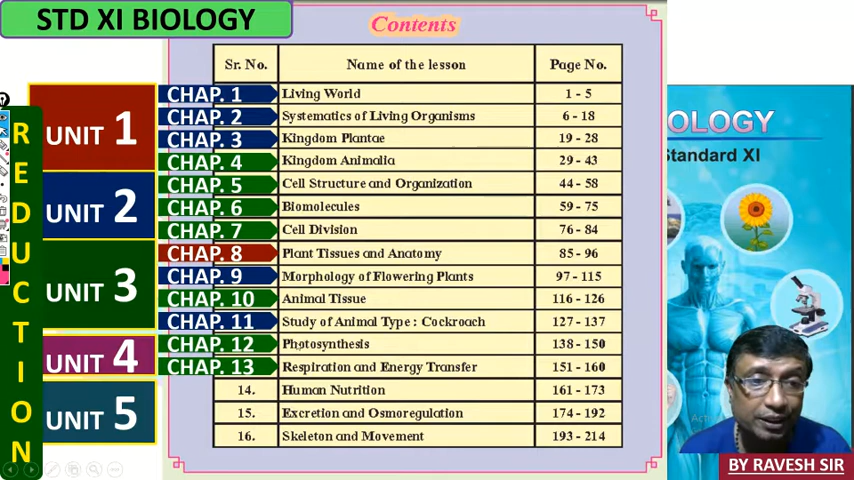 STD XI BIOLOGY
Contents
Sr. No. Name of the lesson Page No.
CHAP. 1 Living World 1 - 5
CHAP. 2 Systematics of Living Organisms 6 - 18
CHAP. 3 Kingdom Plantae 19 - 28
CHAP. 4 Kingdom Animalia 29 - 43
CHAP. 5 Cell Structure and Organization 44 - 58
CHAP. 6 Biomolecules 59 - 75
CHAP. 7 Cell Division 76 - 84
CHAP. 8 Plant Tissues and Anatomy 85 - 96
CHAP. 9 Morphology of Flowering Plants 97 - 115
CHAP. 10 Animal Tissue 116 - 126
CHAP. 11 Study of Animal Type : Cockroach 127 - 137
CHAP. 12 Photosynthesis 138 - 150
CHAP. 13 Respiration and Energy Transfer 151 - 160
14. Human Nutrition 161 - 173
15. Excretion and Osmoregulation 174 - 192
16. Skeleton and Movement 193 - 214
REDUCTION
UNIT 1
UNIT 2
UNIT 3
UNIT 4
UNIT 5
OLOGY
Standard XI
BY RAVESH SIR